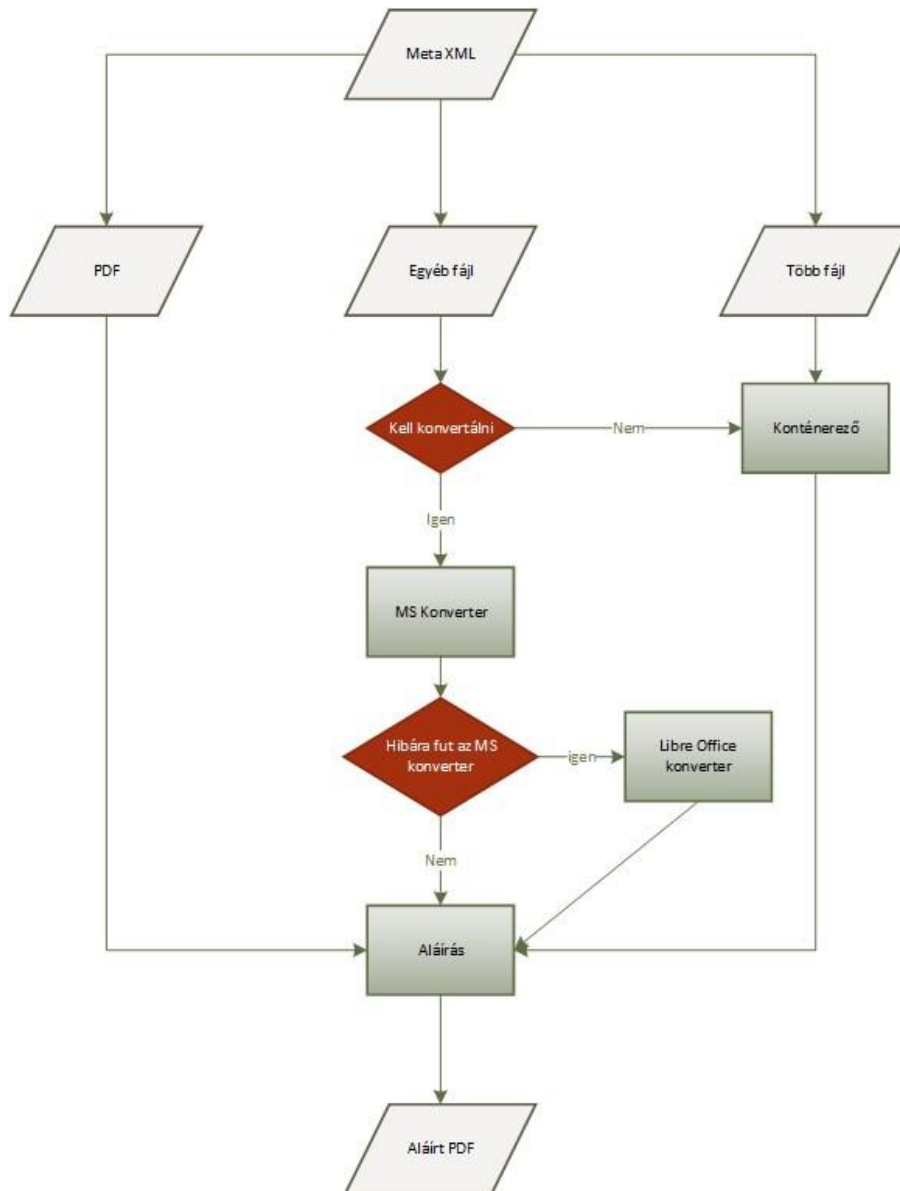 Meta XML
PDF
Egyéb fájl
Több fájl
Kell konvertálni
Nem
Konténerező
Igen
MS Konverter
Hibára fut az MS
konverter
igen
Libre Office
konverter
Nem
Aláírás
Aláírt PDF